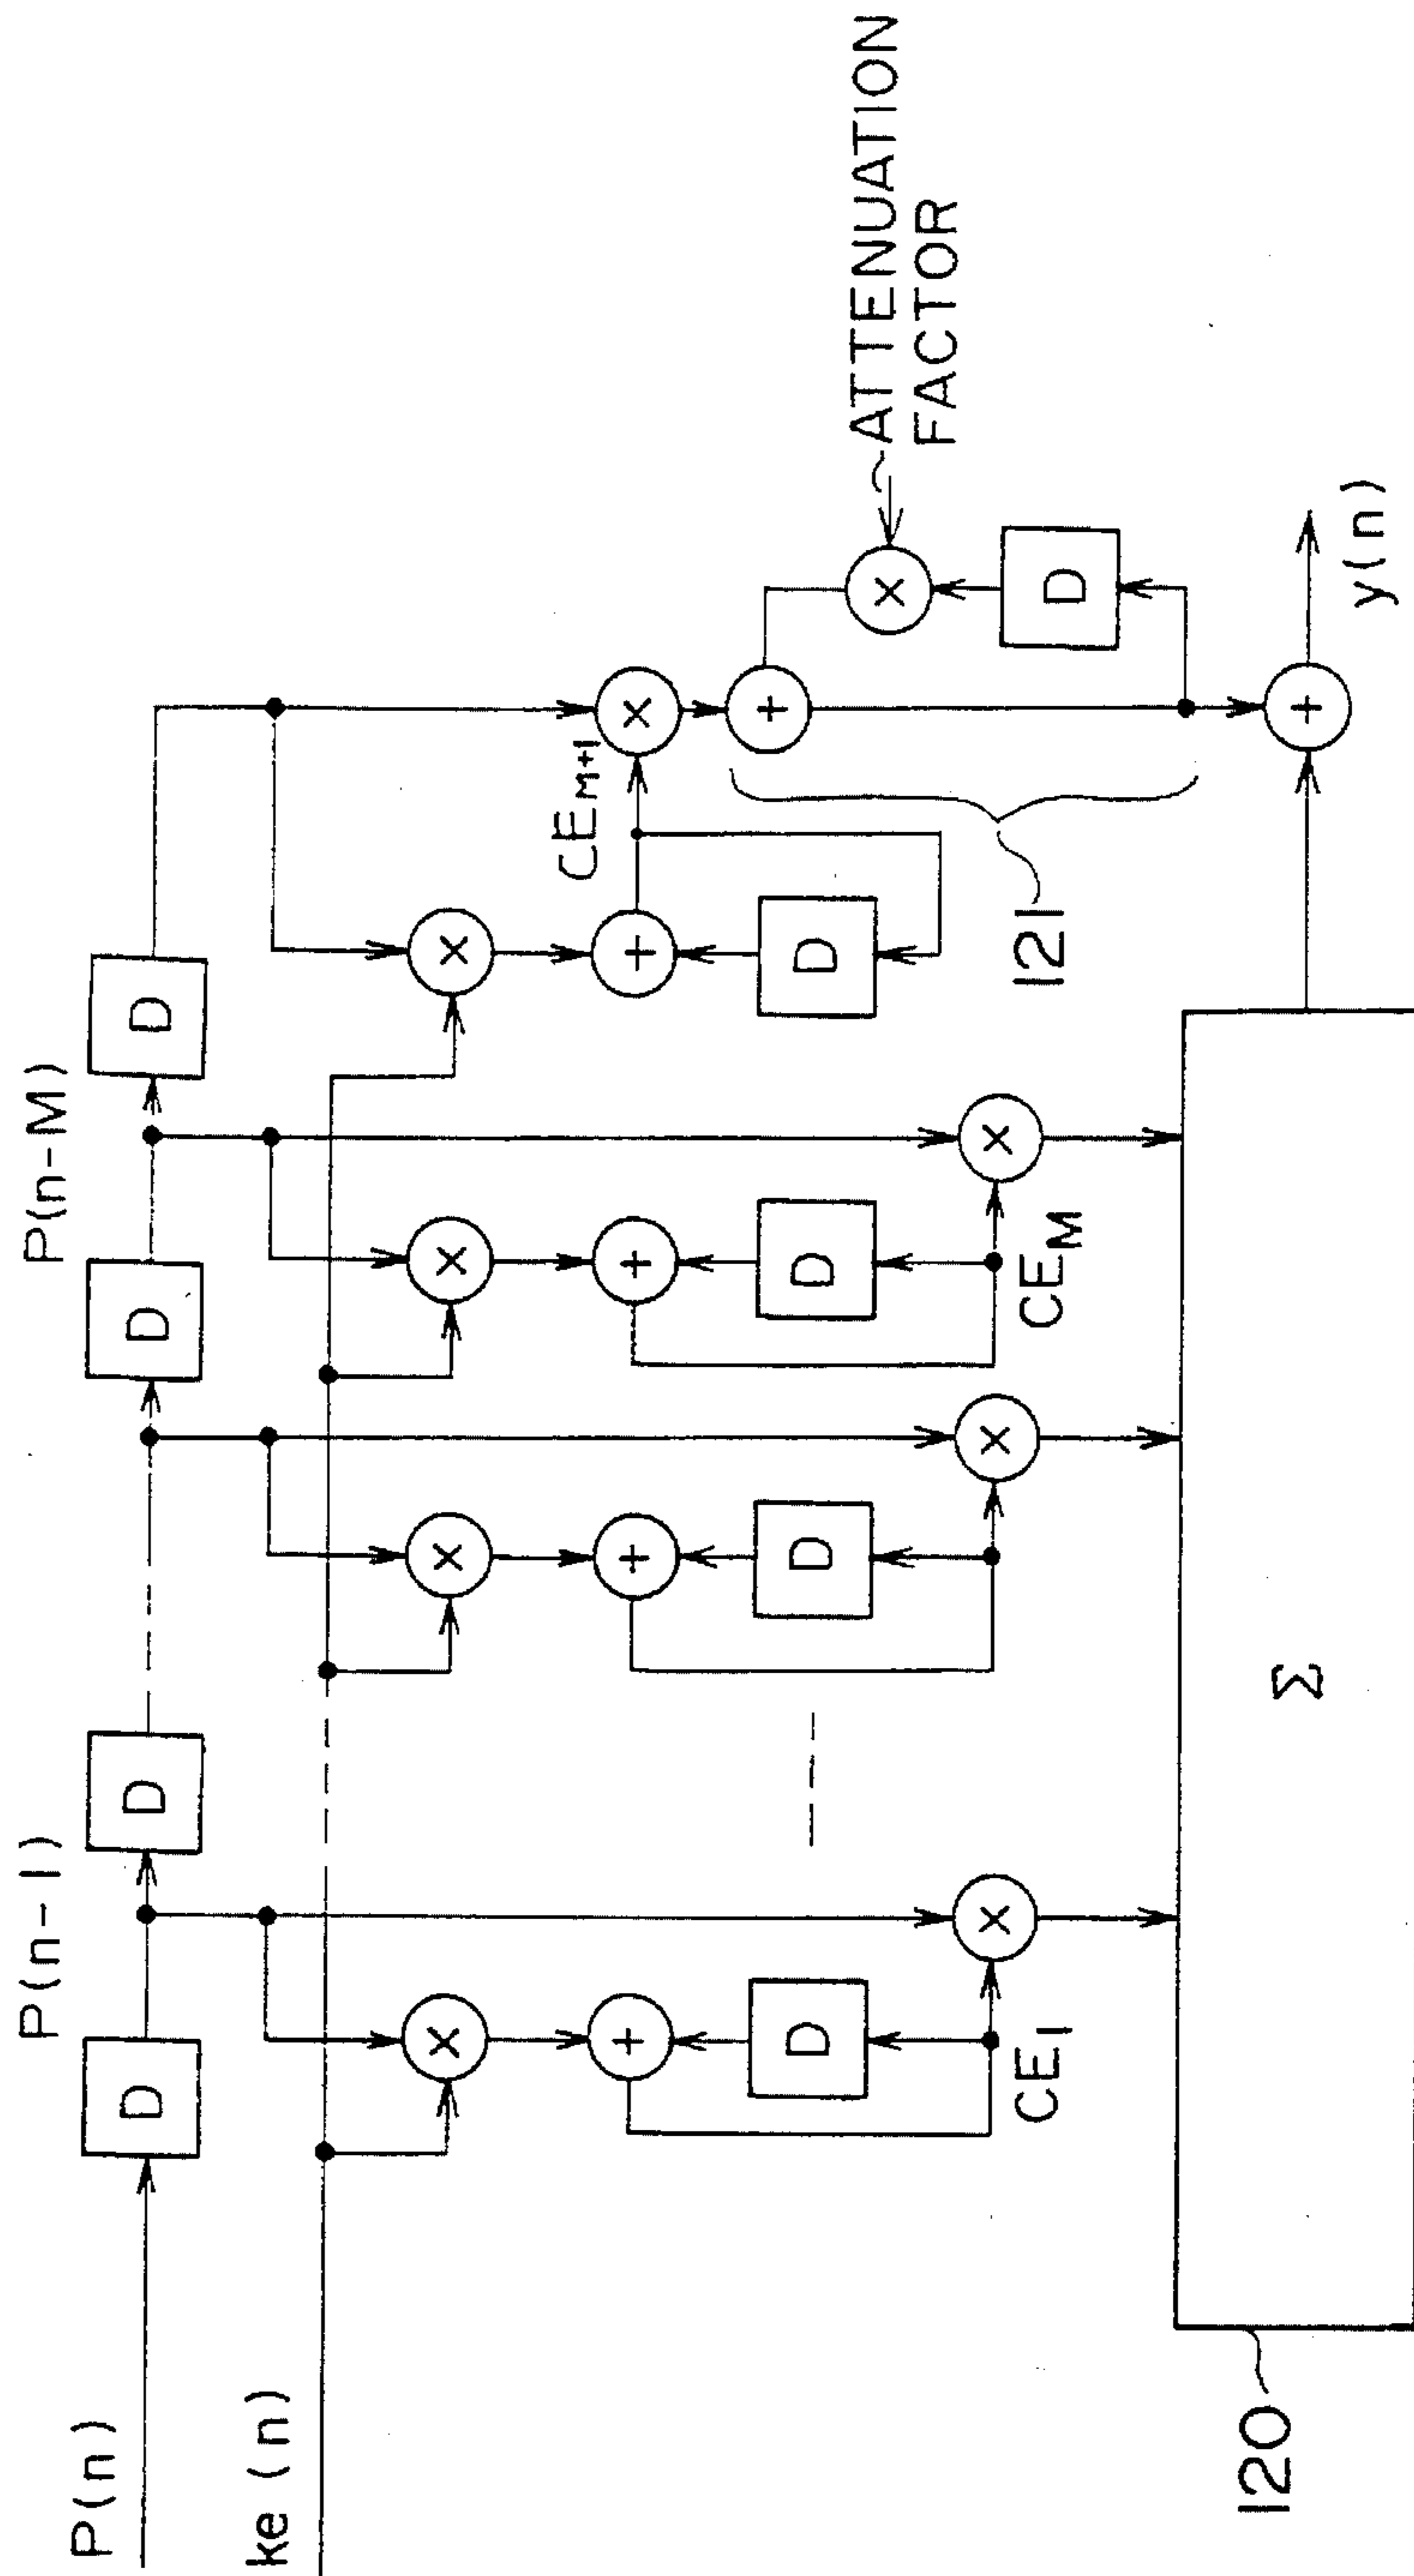 P(n)
P(n-1)
P(n-M)
D
D
D
D
ke (n)
×
×
×
×
+
+
+
+
D
D
D
D
×
×
×
×
CE1
CEM
CEM+1
ATTENUATION
FACTOR
×
+
D
121
120
Σ
+
y(n)